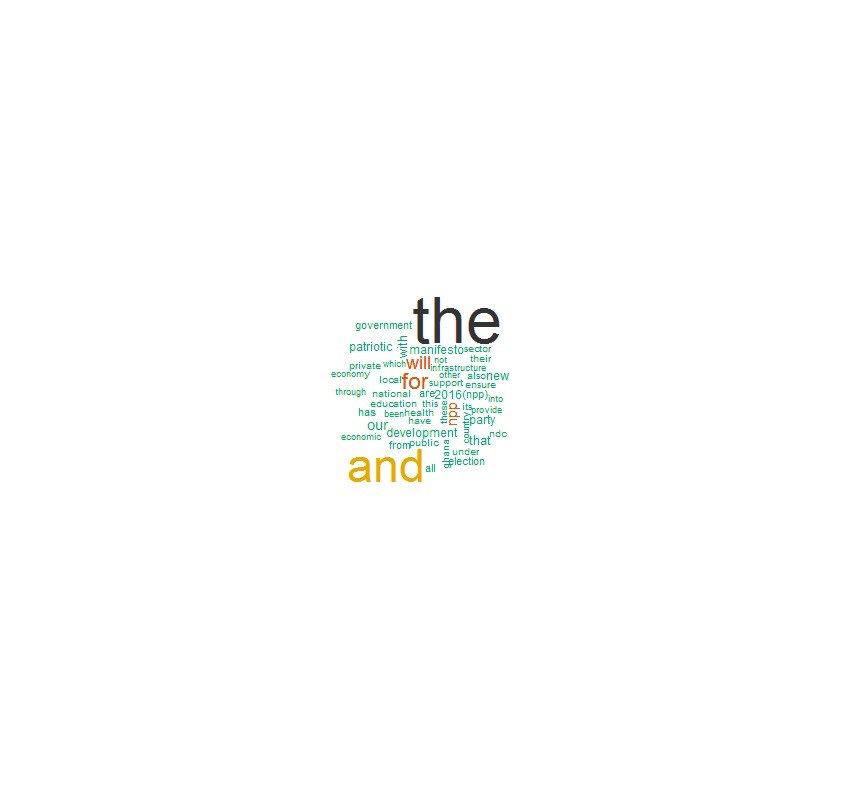 the
government
with
patriotic
manifesto
sector
private
which
will
not
their
infrastructure
economy
local
for
other
also
new
support
ensure
through
national
are
2016
(npp)
into
education
this
these
npp
its
provide
has
been
health
have
country
party
our
development
that
ndc
economic
from
public
ghana
under
and
all
election